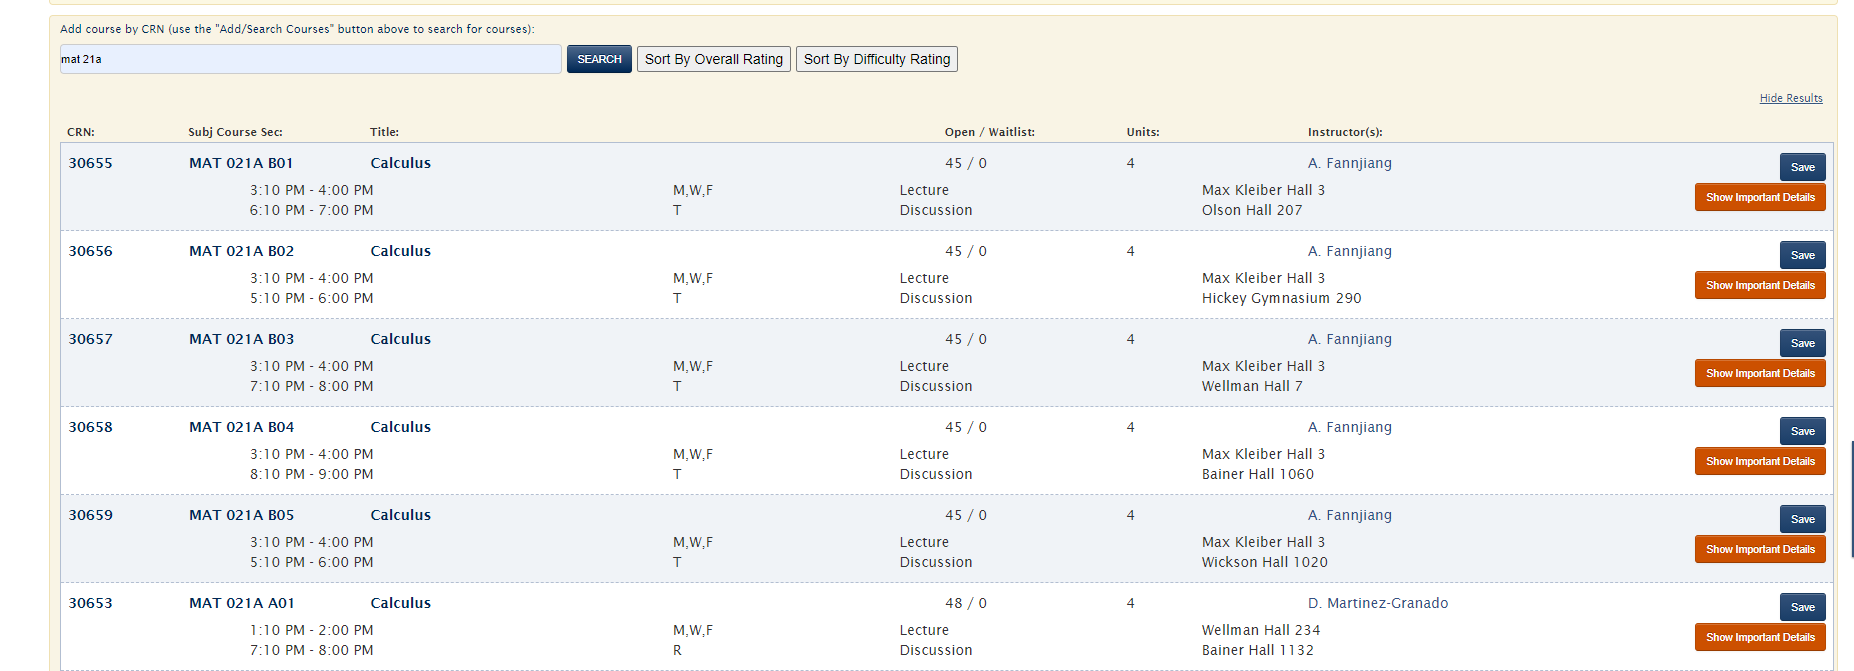 Add course by CRN (use the "Add/Search Courses" button above to search for courses):
mat 21a SEARCH Sort By Overall Rating Sort By Difficulty Rating
Hide Results
CRN: Subj Course Sec: Title: Open / Waitlist: Units: Instructor(s):
30655 MAT 021A B01 Calculus 45 / 0 4 A. Fannjiang Save
3:10 PM - 4:00 PM M,W,F Lecture Max Kleiber Hall 3 Show Important Details
6:10 PM - 7:00 PM T Discussion Olson Hall 207
30656 MAT 021A B02 Calculus 45 / 0 4 A. Fannjiang Save
3:10 PM - 4:00 PM M,W,F Lecture Max Kleiber Hall 3 Show Important Details
5:10 PM - 6:00 PM T Discussion Hickey Gymnasium 290
30657 MAT 021A B03 Calculus 45 / 0 4 A. Fannjiang Save
3:10 PM - 4:00 PM M,W,F Lecture Max Kleiber Hall 3 Show Important Details
7:10 PM - 8:00 PM T Discussion Wellman Hall 7
30658 MAT 021A B04 Calculus 45 / 0 4 A. Fannjiang Save
3:10 PM - 4:00 PM M,W,F Lecture Max Kleiber Hall 3 Show Important Details
8:10 PM - 9:00 PM T Discussion Bainer Hall 1060
30659 MAT 021A B05 Calculus 45 / 0 4 A. Fannjiang Save
3:10 PM - 4:00 PM M,W,F Lecture Max Kleiber Hall 3 Show Important Details
5:10 PM - 6:00 PM T Discussion Wickson Hall 1020
30653 MAT 021A A01 Calculus 48 / 0 4 D. Martinez-Granado Save
1:10 PM - 2:00 PM M,W,F Lecture Wellman Hall 234 Show Important Details
7:10 PM - 8:00 PM R Discussion Bainer Hall 1132